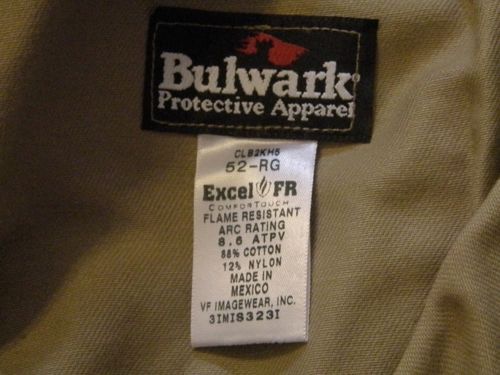 Bulwark®
Protective Apparel
CLB2KH5
52-RG
Excel FR
COMFORTOUCH
FLAME RESISTANT
ARC RATING
8.6 ATPV
88% COTTON
12% NYLON
MADE IN
MEXICO
VF IMAGEWEAR, INC.
3IMIS323I